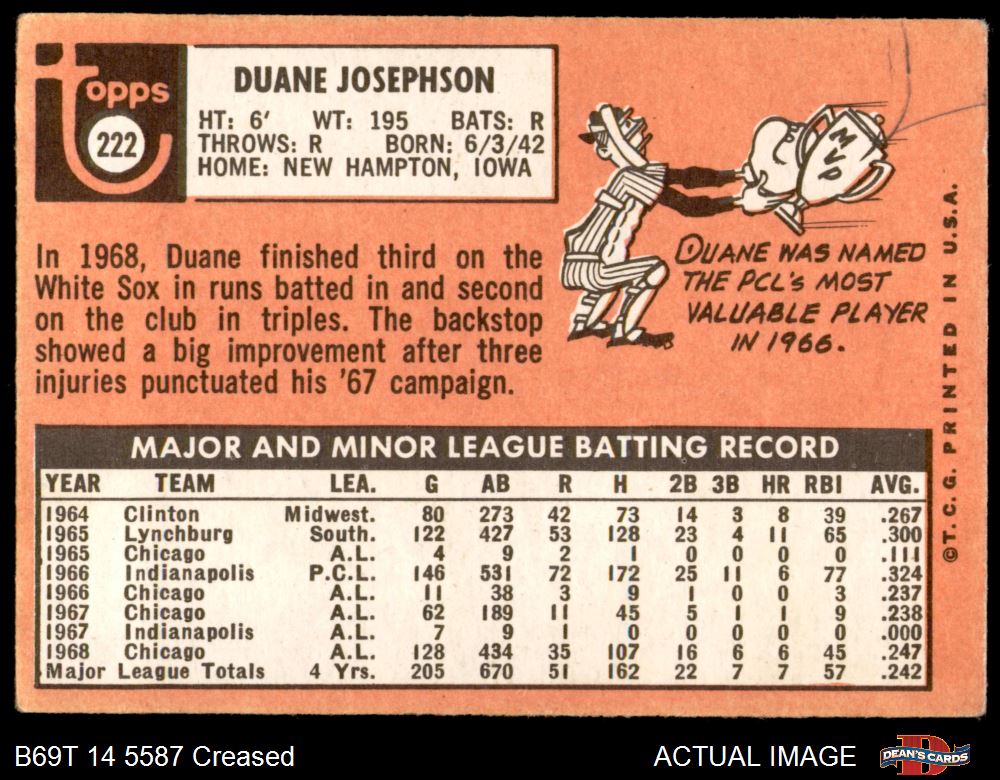 topps
222
DUANE JOSEPHSON
HT: 6' WT: 195 BATS: R
THROWS: R BORN: 6/3/42
HOME: NEW HAMPTON, IOWA
MVP
DUANE WAS NAMED
THE PCL'S MOST
VALUABLE PLAYER
IN 1966.
In 1968, Duane finished third on the
White Sox in runs batted in and second
on the club in triples. The backstop
showed a big improvement after three
injuries punctuated his '67 campaign.
MAJOR AND MINOR LEAGUE BATTING RECORD
YEAR TEAM LEA. G AB R H 2B 3B HR RBI AVG.
1964 Clinton Midwest. 80 273 42 73 14 3 8 39 .267
1965 Lynchburg South. 122 427 53 128 23 4 11 65 .300
1965 Chicago A.L. 4 9 2 1 0 0 0 0 .111
1966 Indianapolis P.C.L. 146 531 72 172 25 11 6 77 .324
1966 Chicago A.L. 11 38 3 9 1 0 0 3 .237
1967 Chicago A.L. 62 189 11 45 5 1 1 9 .238
1967 Indianapolis A.L. 7 9 1 0 0 0 0 0 .000
1968 Chicago A.L. 128 434 35 107 16 6 6 45 .247
Major League Totals 4 Yrs. 205 670 51 162 22 7 7 57 .242
©T.C.G. PRINTED IN U.S.A.
B69T 14 5587 Creased
ACTUAL IMAGE
DEAN'S CARDS